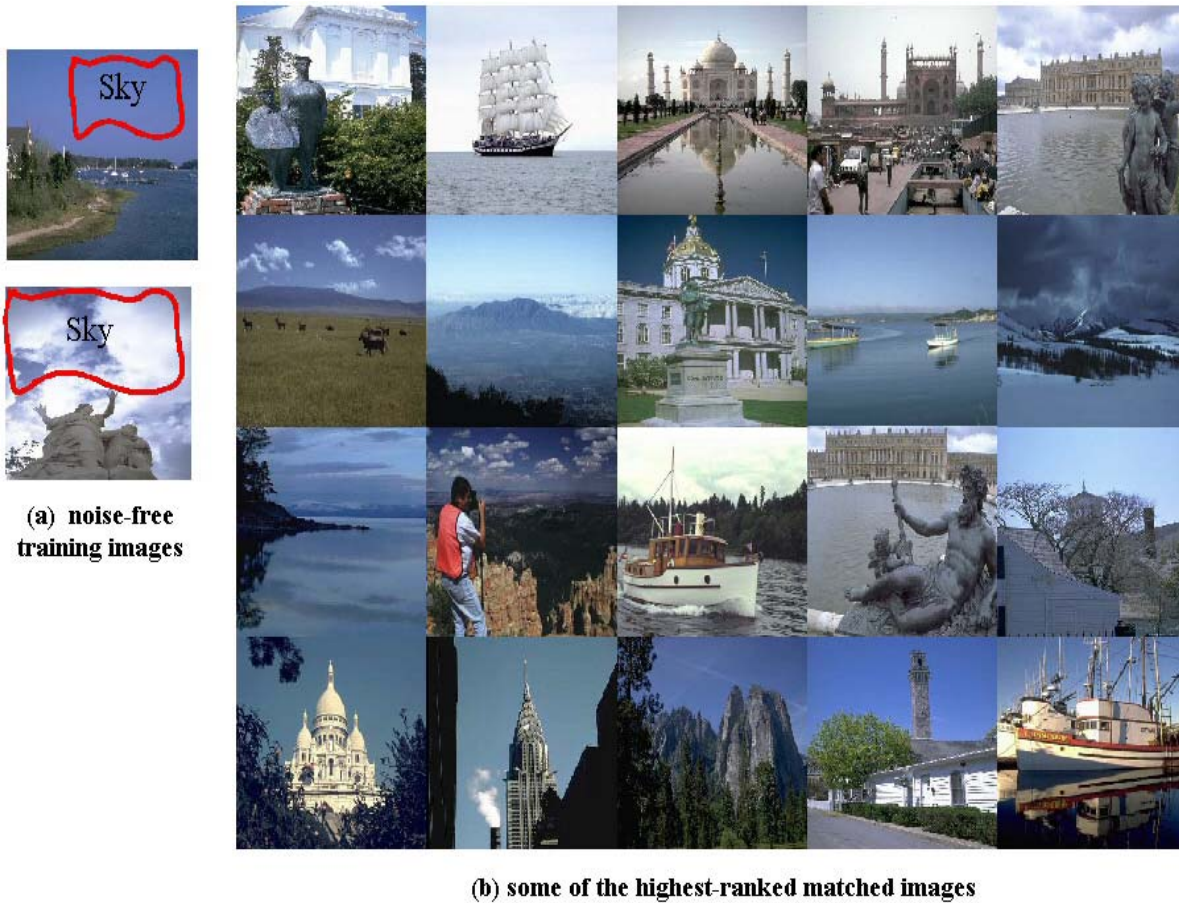 Sky
Sky
(a) noise-free
training images
(b) some of the highest-ranked matched images